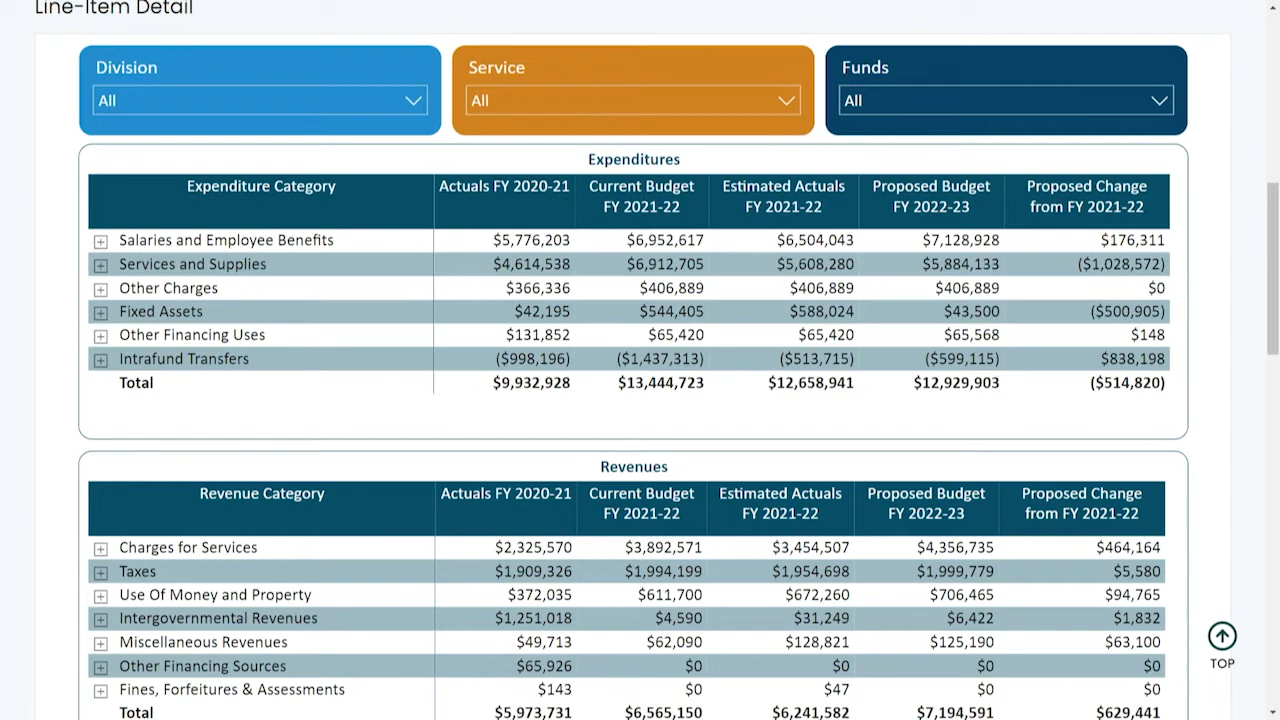 Line-Item Detail
Division Service Funds
All All All
Expenditures
Expenditure Category Actuals FY 2020-21 Current Budget FY 2021-22 Estimated Actuals FY 2021-22 Proposed Budget FY 2022-23 Proposed Change from FY 2021-22
Salaries and Employee Benefits $5,776,203 $6,952,617 $6,504,043 $7,128,928 $176,311
Services and Supplies $4,614,538 $6,912,705 $5,608,280 $5,884,133 ($1,028,572)
Other Charges $366,336 $406,889 $406,889 $406,889 $0
Fixed Assets $42,195 $544,405 $588,024 $43,500 ($500,905)
Other Financing Uses $131,852 $65,420 $65,420 $65,568 $148
Intrafund Transfers ($998,196) ($1,437,313) ($513,715) ($599,115) $838,198
Total $9,932,928 $13,444,723 $12,658,941 $12,929,903 ($514,820)
Revenues
Revenue Category Actuals FY 2020-21 Current Budget FY 2021-22 Estimated Actuals FY 2021-22 Proposed Budget FY 2022-23 Proposed Change from FY 2021-22
Charges for Services $2,325,570 $3,892,571 $3,454,507 $4,356,735 $464,164
Taxes $1,909,326 $1,994,199 $1,954,698 $1,999,779 $5,580
Use Of Money and Property $372,035 $611,700 $672,260 $706,465 $94,765
Intergovernmental Revenues $1,251,018 $4,590 $31,249 $6,422 $1,832
Miscellaneous Revenues $49,713 $62,090 $128,821 $125,190 $63,100
Other Financing Sources $65,926 $0 $0 $0 $0
Fines, Forfeitures & Assessments $143 $0 $47 $0 $0
Total $5,973,731 $6,565,150 $6,241,582 $7,194,591 $629,441
TOP